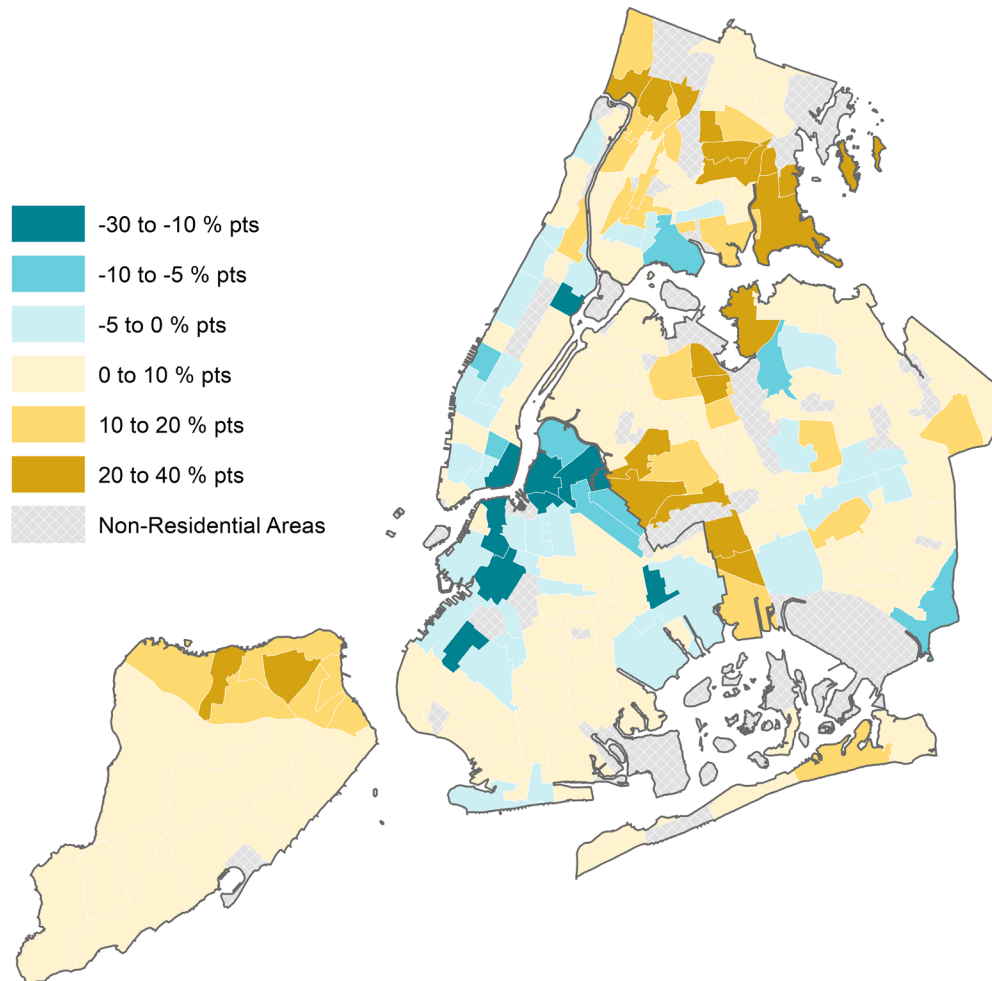 -30 to -10 % pts
-10 to -5 % pts
-5 to 0 % pts
0 to 10 % pts
10 to 20 % pts
20 to 40 % pts
Non-Residential Areas